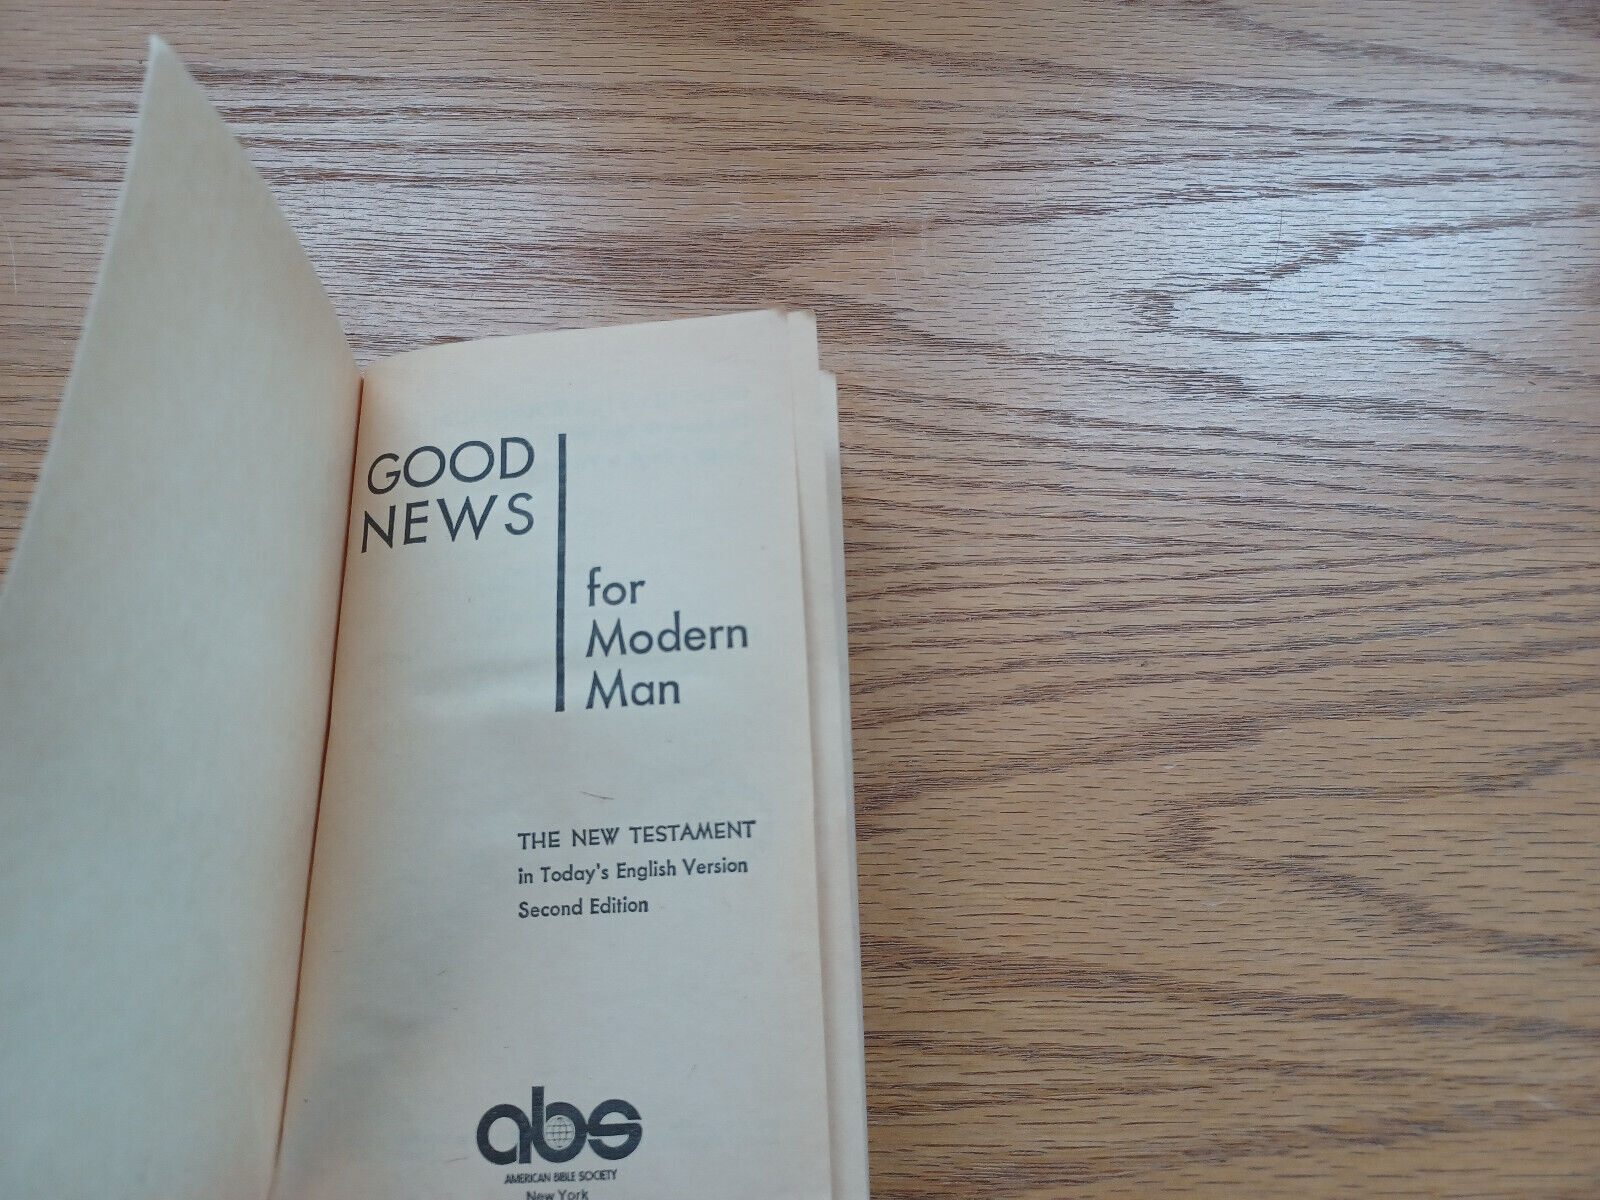 GOOD
NEWS
for
Modern
Man
THE NEW TESTAMENT
in Today's English Version
Second Edition
abs
AMERICAN BIBLE SOCIETY
New York